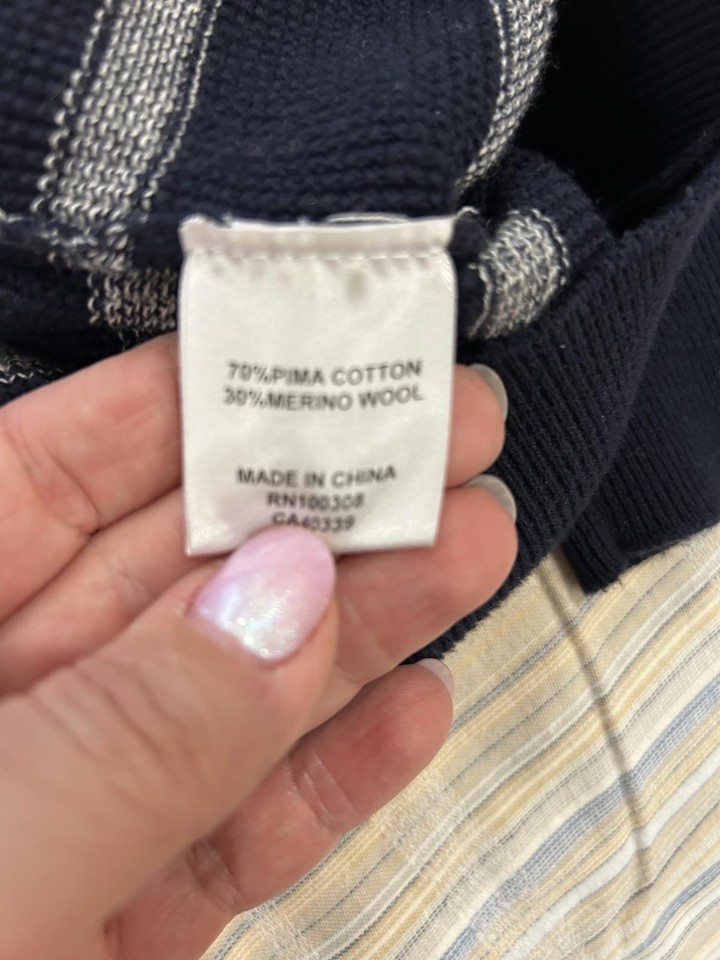 70%PIMA COTTON
30%MERINO WOOL
MADE IN CHINA
RN100308
CA40339